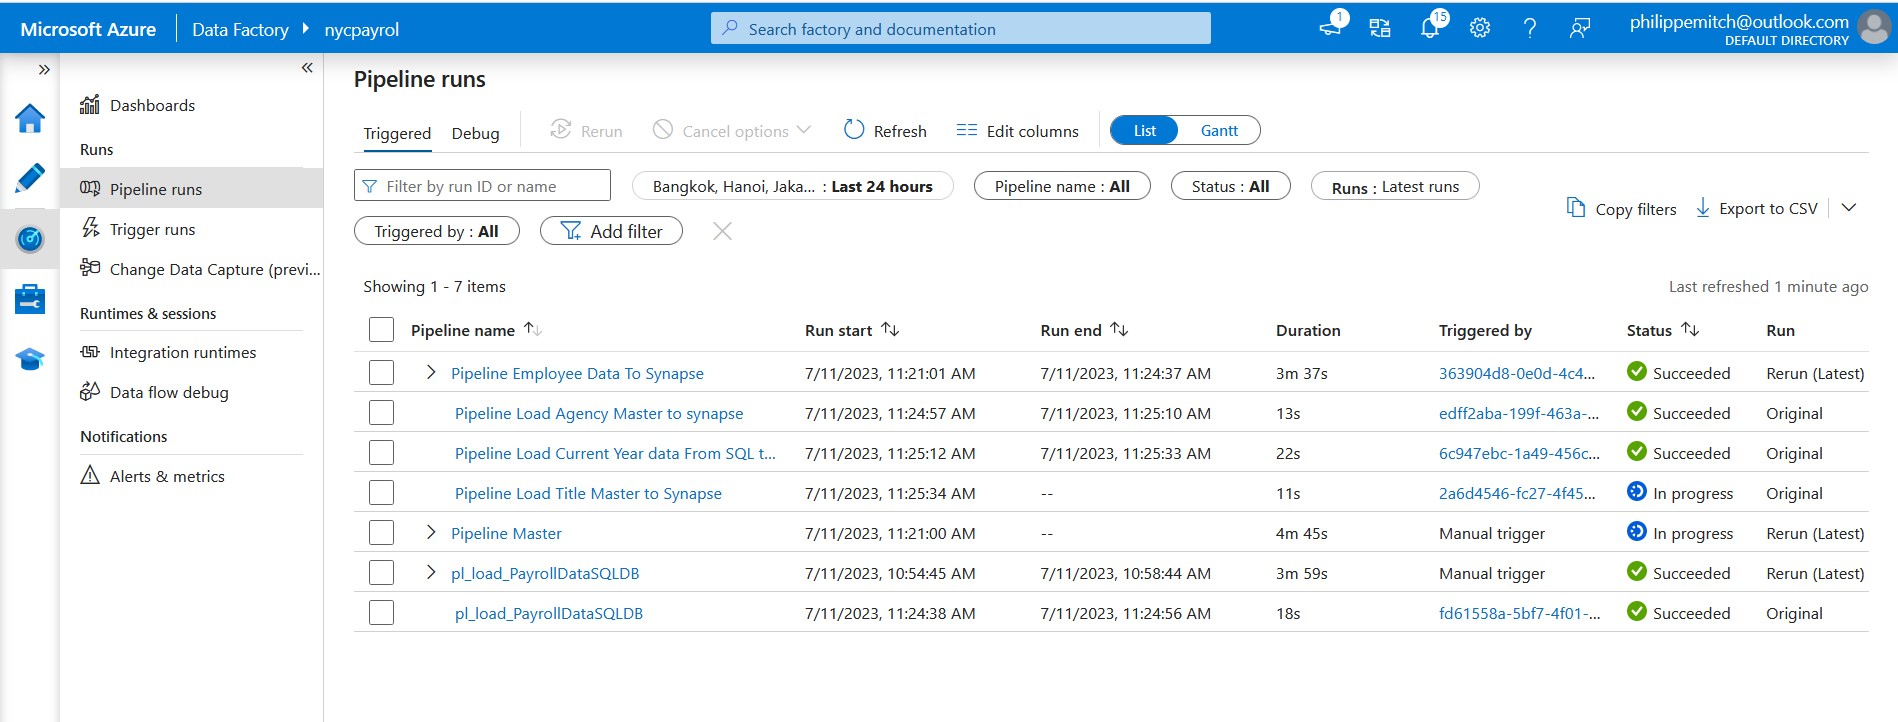 Microsoft Azure
Data Factory
nycpayrol
Search factory and documentation
1
15
philippemitch@outlook.com
DEFAULT DIRECTORY
Dashboards
Runs
Pipeline runs
Trigger runs
Change Data Capture (previ...
Runtimes & sessions
Integration runtimes
Data flow debug
Notifications
Alerts & metrics
Pipeline runs
Triggered Debug Rerun Cancel options Refresh Edit columns List Gantt
Filter by run ID or name Bangkok, Hanoi, Jaka... : Last 24 hours Pipeline name : All Status : All Runs : Latest runs
Triggered by : All Add filter
Copy filters Export to CSV
Showing 1 - 7 items Last refreshed 1 minute ago
Pipeline name Run start Run end Duration Triggered by Status Run
Pipeline Employee Data To Synapse 7/11/2023, 11:21:01 AM 7/11/2023, 11:24:37 AM 3m 37s 363904d8-0e0d-4c4... Succeeded Rerun (Latest)
Pipeline Load Agency Master to synapse 7/11/2023, 11:24:57 AM 7/11/2023, 11:25:10 AM 13s edff2aba-199f-463a-... Succeeded Original
Pipeline Load Current Year data From SQL t... 7/11/2023, 11:25:12 AM 7/11/2023, 11:25:33 AM 22s 6c947ebc-1a49-456c... Succeeded Original
Pipeline Load Title Master to Synapse 7/11/2023, 11:25:34 AM -- 11s 2a6d4546-fc27-4f45... In progress Original
Pipeline Master 7/11/2023, 11:21:00 AM -- 4m 45s Manual trigger In progress Rerun (Latest)
pl_load_PayrollDataSQLDB 7/11/2023, 10:54:45 AM 7/11/2023, 10:58:44 AM 3m 59s Manual trigger Succeeded Rerun (Latest)
pl_load_PayrollDataSQLDB 7/11/2023, 11:24:38 AM 7/11/2023, 11:24:56 AM 18s fd61558a-5bf7-4f01-... Succeeded Original